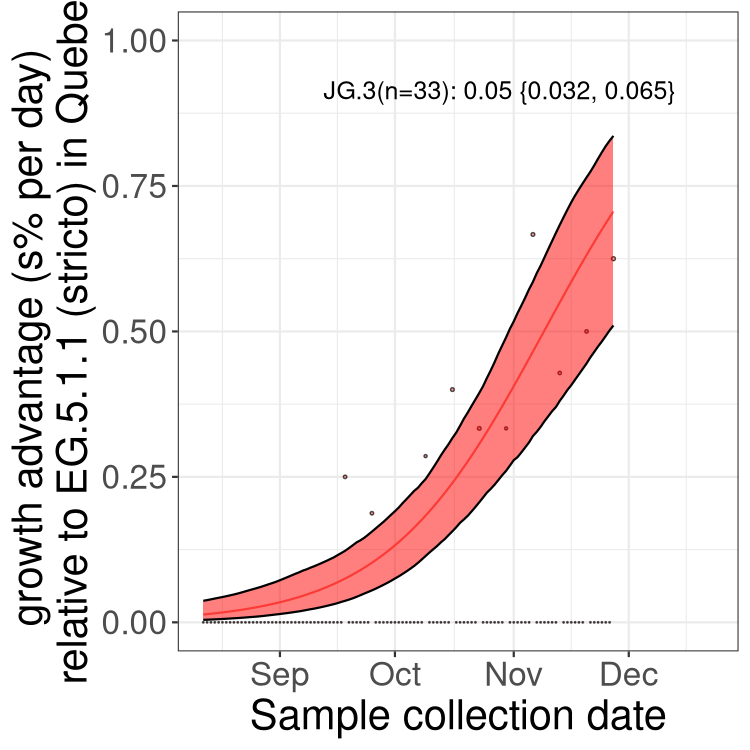 growth advantage (s% per day)
relative to EG.5.1.1 (stricto) in Quebe
1.00
0.75
0.50
0.25
0.00
JG.3(n=33): 0.05 {0.032, 0.065}
Sep Oct Nov Dec
Sample collection date